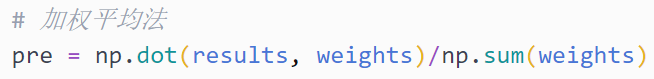 # 加权平均法
pre = np.dot(results, weights)/np.sum(weights)